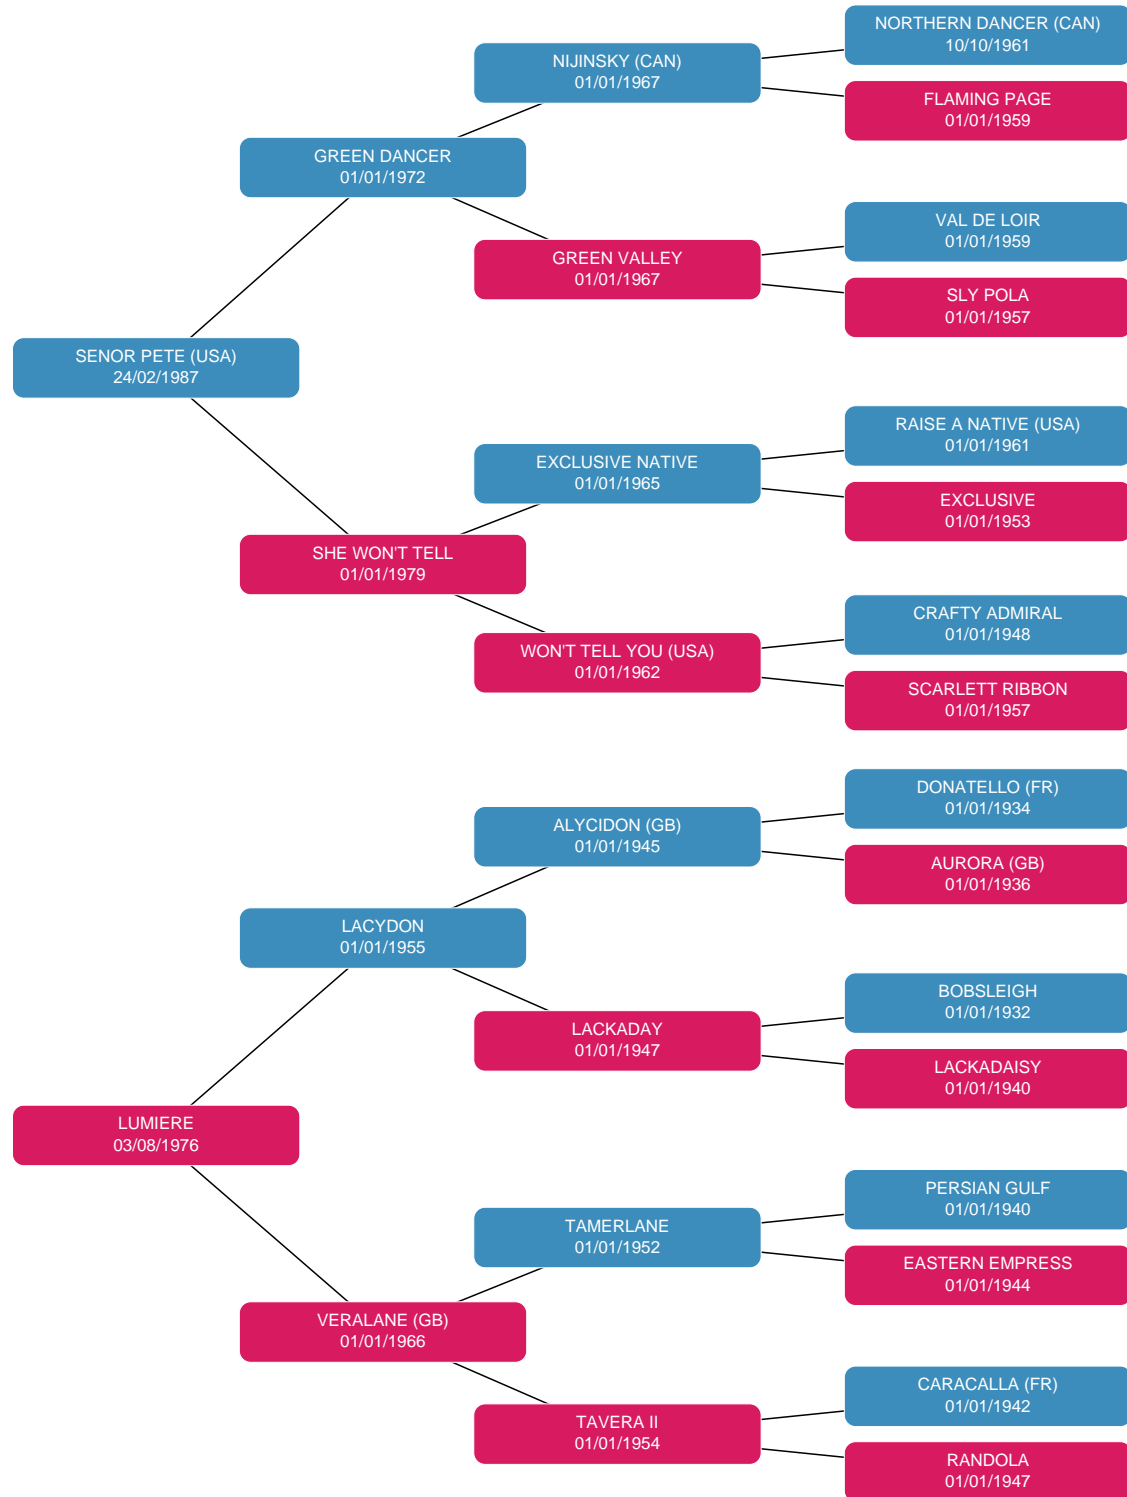 NORTHERN DANCER (CAN)
10/10/1961
NIJINSKY (CAN)
01/01/1967
FLAMING PAGE
01/01/1959
GREEN DANCER
01/01/1972
VAL DE LOIR
01/01/1959
GREEN VALLEY
01/01/1967
SLY POLA
01/01/1957
SENOR PETE (USA)
24/02/1987
RAISE A NATIVE (USA)
01/01/1961
EXCLUSIVE NATIVE
01/01/1965
EXCLUSIVE
01/01/1953
SHE WON'T TELL
01/01/1979
CRAFTY ADMIRAL
01/01/1948
WON'T TELL YOU (USA)
01/01/1962
SCARLETT RIBBON
01/01/1957
DONATELLO (FR)
01/01/1934
ALYCIDON (GB)
01/01/1945
AURORA (GB)
01/01/1936
LACYDON
01/01/1955
BOBSLEIGH
01/01/1932
LACKADAY
01/01/1947
LACKADAISY
01/01/1940
LUMIERE
03/08/1976
PERSIAN GULF
01/01/1940
TAMERLANE
01/01/1952
EASTERN EMPRESS
01/01/1944
VERALANE (GB)
01/01/1966
CARACALLA (FR)
01/01/1942
TAVERA II
01/01/1954
RANDOLA
01/01/1947